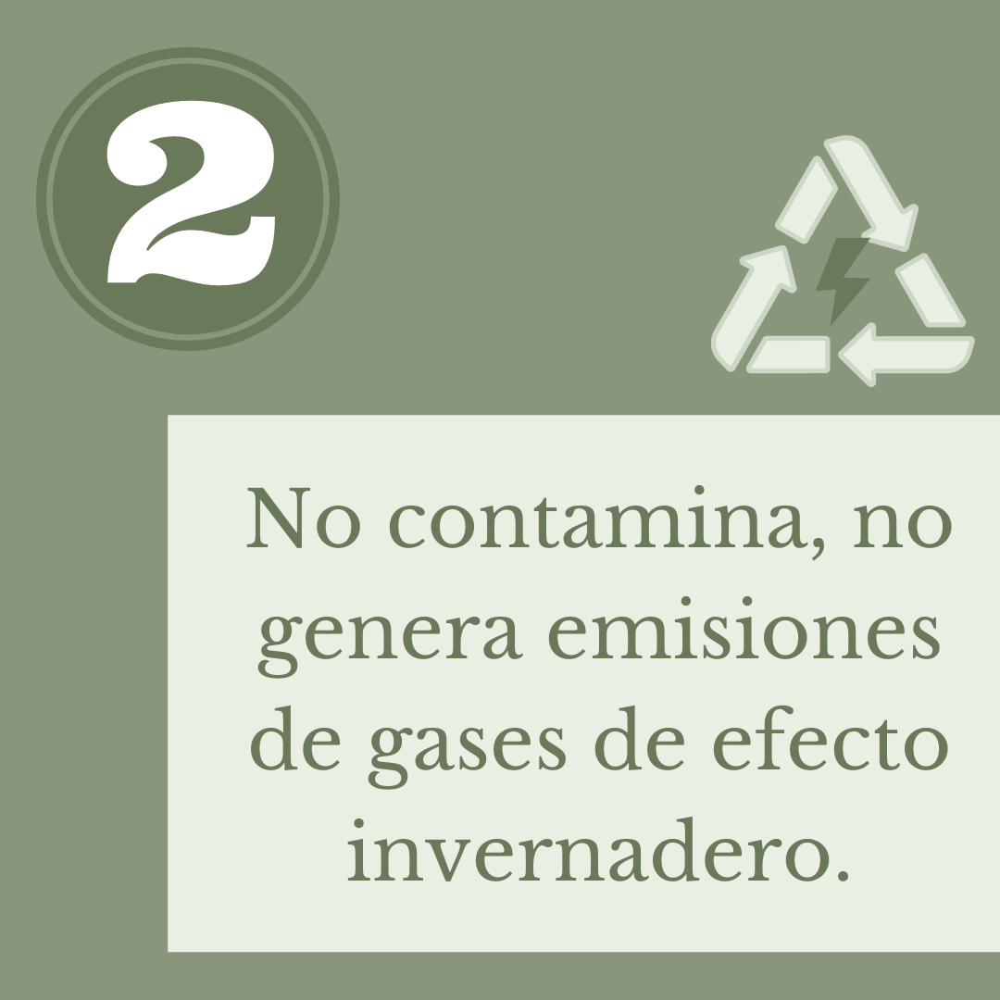 2
No contamina, no
genera emisiones
de gases de efecto
invernadero.